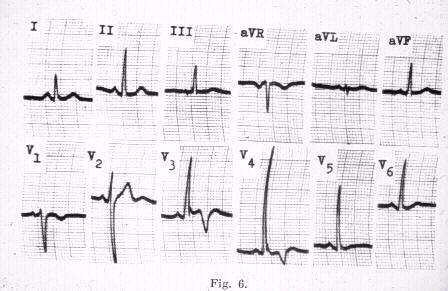 I II III aVR aVL aVF
V1 V2 V3 V4 V5 V6
Fig. 6.